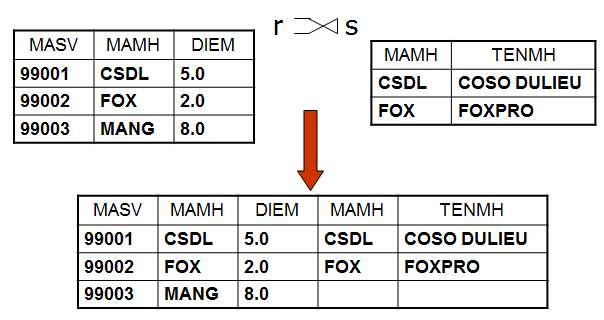 r ⟕ s
MASV MAMH DIEM
99001 CSDL 5.0
99002 FOX 2.0
99003 MANG 8.0
MAMH TENMH
CSDL COSO DULIEU
FOX FOXPRO
MASV MAMH DIEM MAMH TENMH
99001 CSDL 5.0 CSDL COSO DULIEU
99002 FOX 2.0 FOX FOXPRO
99003 MANG 8.0